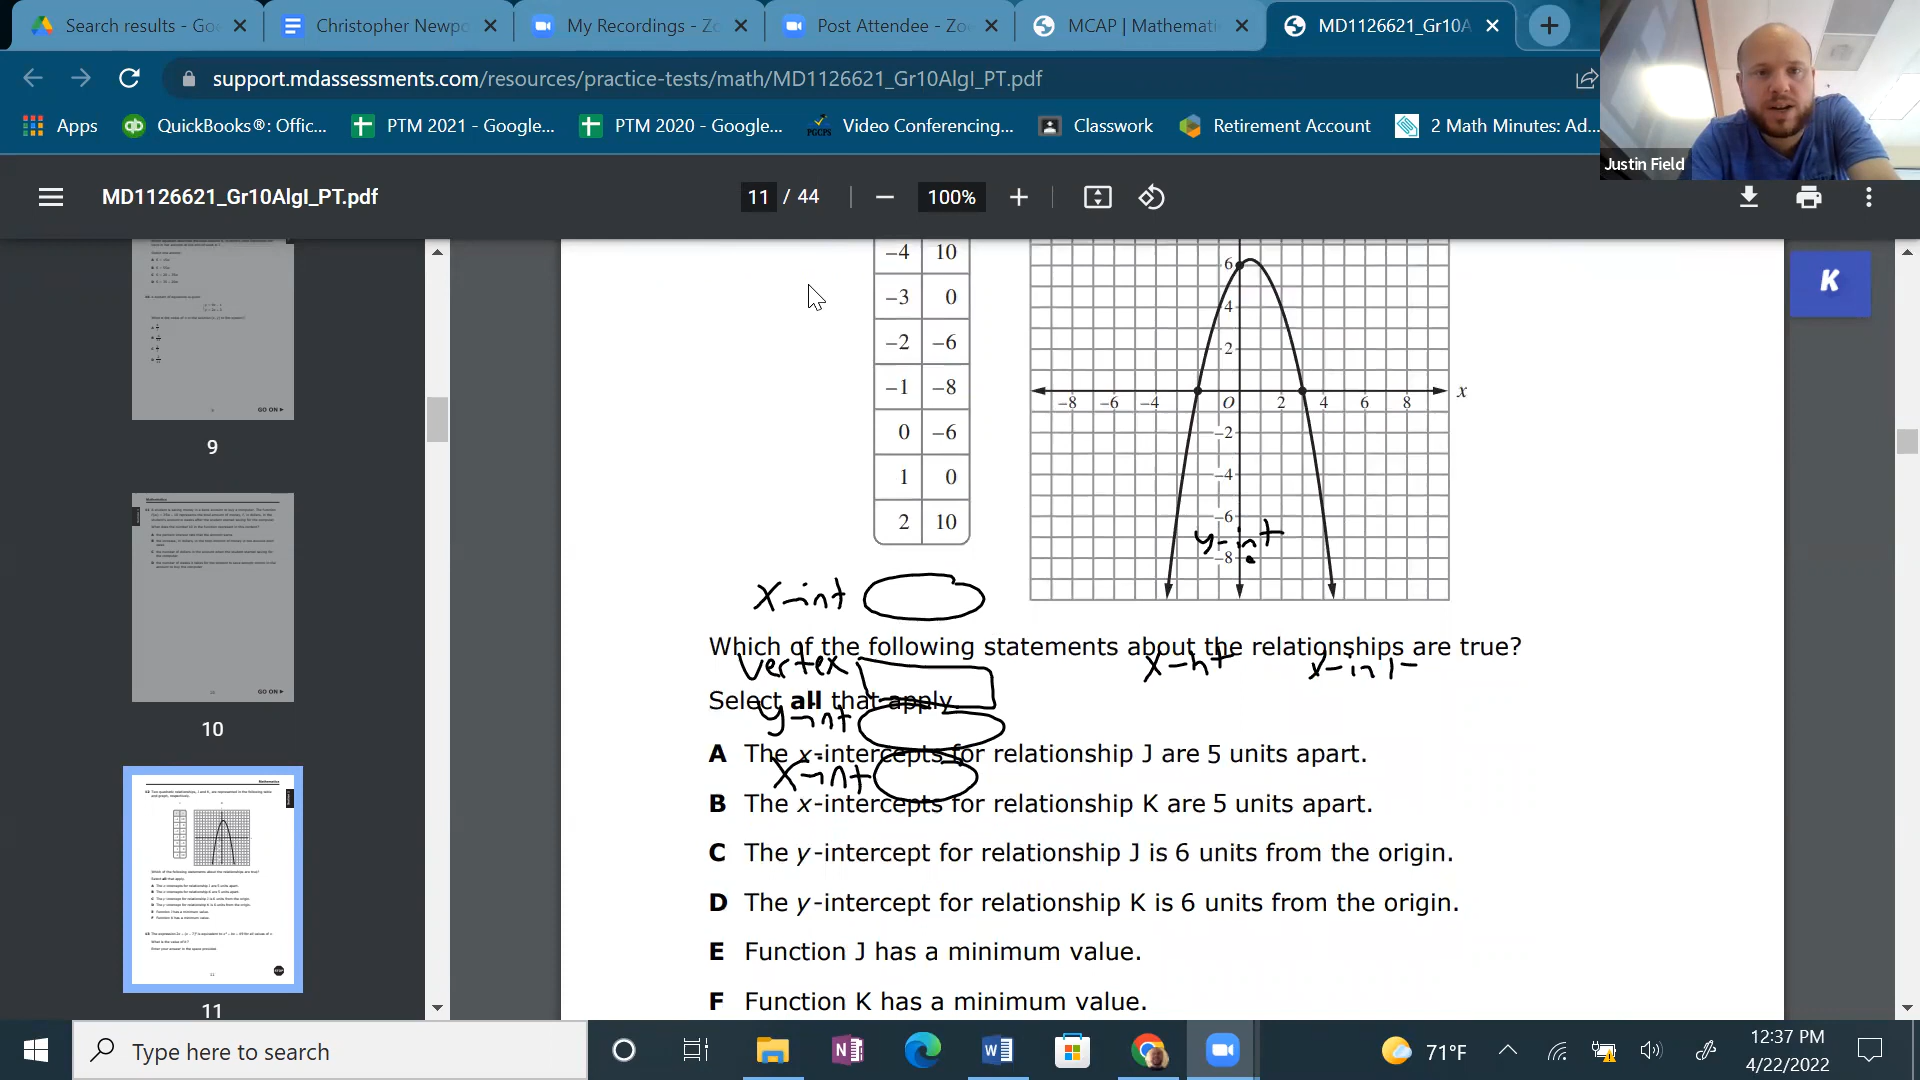 Search results - Go
Christopher Newpo
My Recordings - Zo
Post Attendee - Zo
MCAP | Mathemati
MD1126621_Gr10A
support.mdassessments.com/resources/practice-tests/math/MD1126621_Gr10AlgI_PT.pdf
Apps
QuickBooks®: Offic...
PTM 2021 - Google...
PTM 2020 - Google...
PGCPS
Video Conferencing...
Classwork
Retirement Account
2 Math Minutes: Ad...
Justin Field
MD1126621_Gr10AlgI_PT.pdf
11 / 44
100%
K
-4 10
-3 0
-2 -6
-1 -8
0 -6
1 0
2 10
6
4
2
-8 -6 -4 O 2 4 6 8 x
-2
-4
-6
y-int
-8
x-int
Which of the following statements about the relationships are true?
vertex
x-int
x-int
Select all that apply.
y-int
A The x-intercepts for relationship J are 5 units apart.
x-int
B The x-intercepts for relationship K are 5 units apart.
C The y-intercept for relationship J is 6 units from the origin.
D The y-intercept for relationship K is 6 units from the origin.
E Function J has a minimum value.
F Function K has a minimum value.
GO ON
9
GO ON
10
11
Type here to search
71°F
12:37 PM
4/22/2022